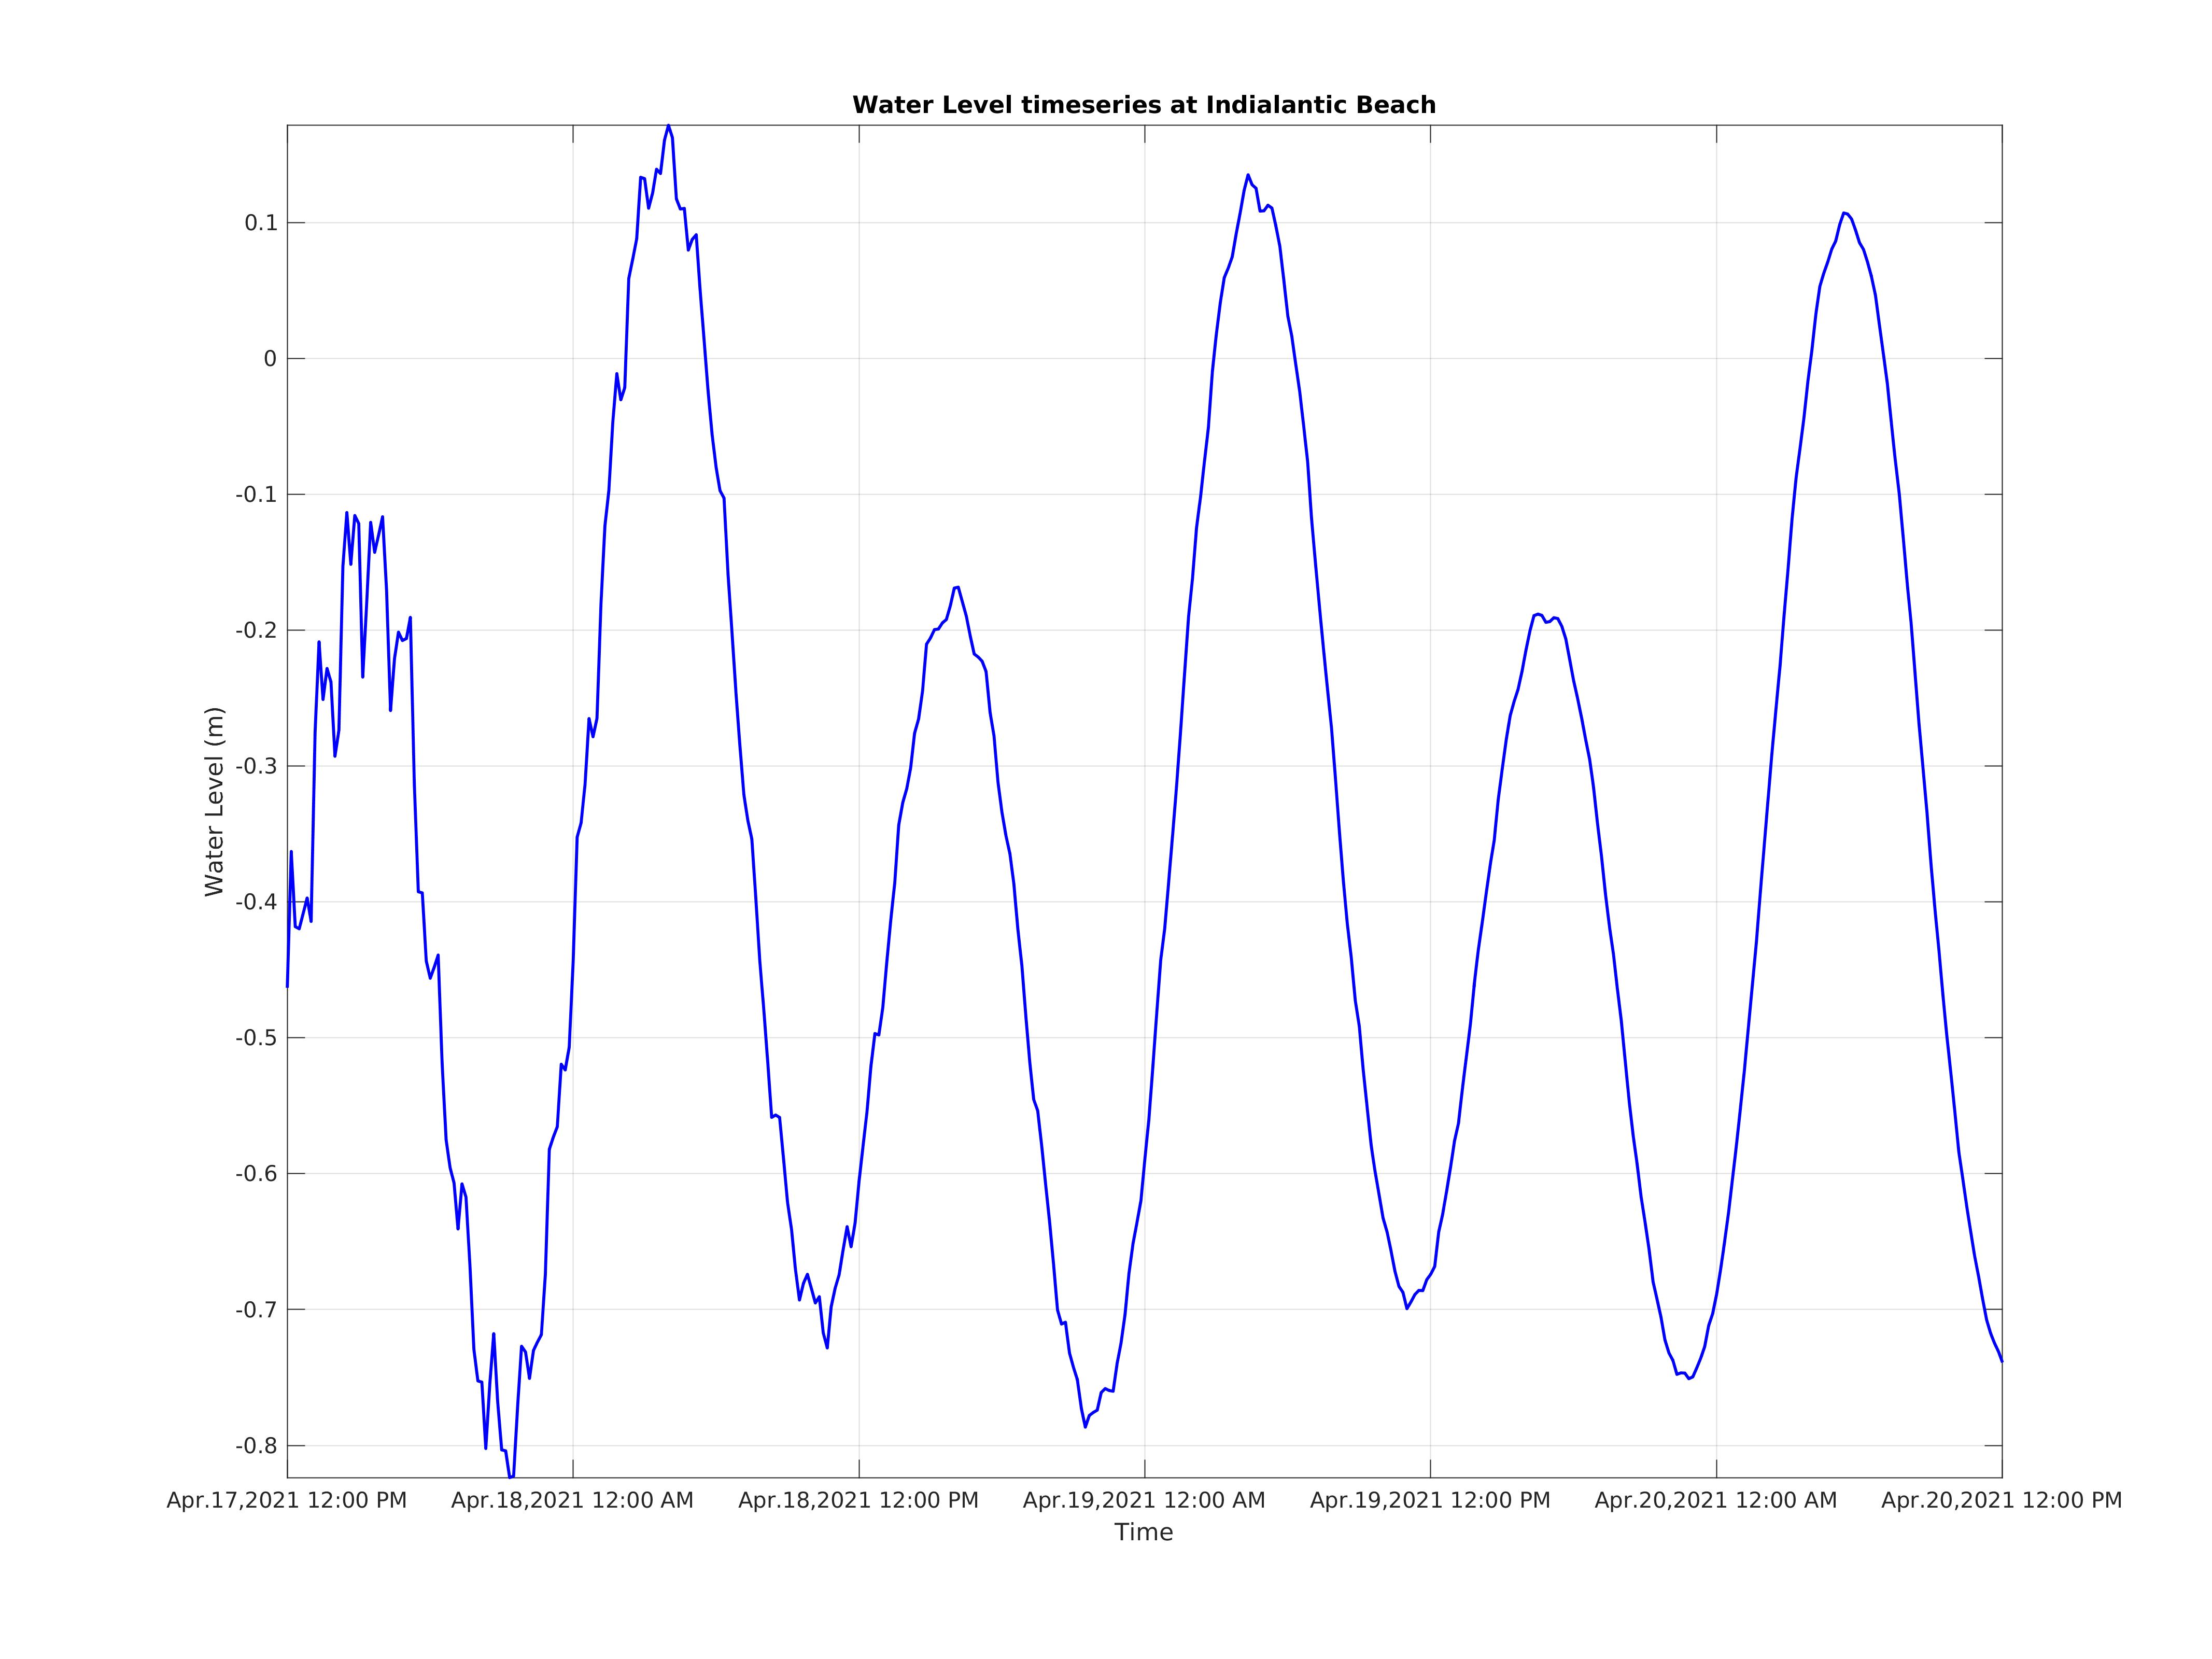 Water Level timeseries at Indialantic Beach
0.1
0
-0.1
-0.2
-0.3
-0.4
-0.5
-0.6
-0.7
-0.8
Water Level (m)
Apr.17,2021 12:00 PM
Apr.18,2021 12:00 AM
Apr.18,2021 12:00 PM
Apr.19,2021 12:00 AM
Apr.19,2021 12:00 PM
Apr.20,2021 12:00 AM
Apr.20,2021 12:00 PM
Time